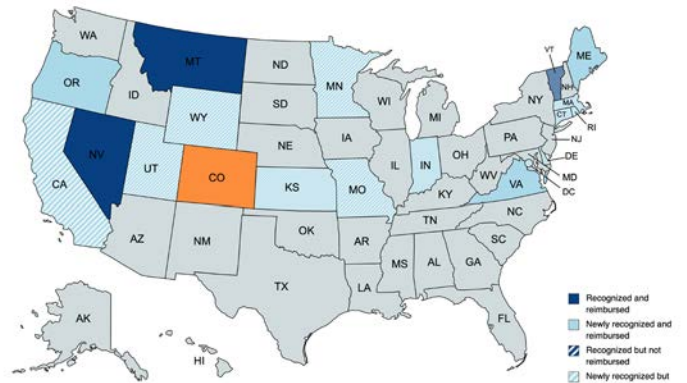 WA
MT
ND
MN
VT
ME
OR
ID
SD
WI
MI
NY
NH
MA
CT
RI
WY
NV
NE
IA
PA
NJ
CA
UT
CO
KS
MO
IL
IN
OH
DE
MD
DC
WV
VA
KY
AZ
NM
OK
AR
TN
NC
SC
TX
LA
MS
AL
GA
FL
AK
HI
Recognized and
reimbursed
Newly recognized and
reimbursed
Recognized but not
reimbursed
Newly recognized but